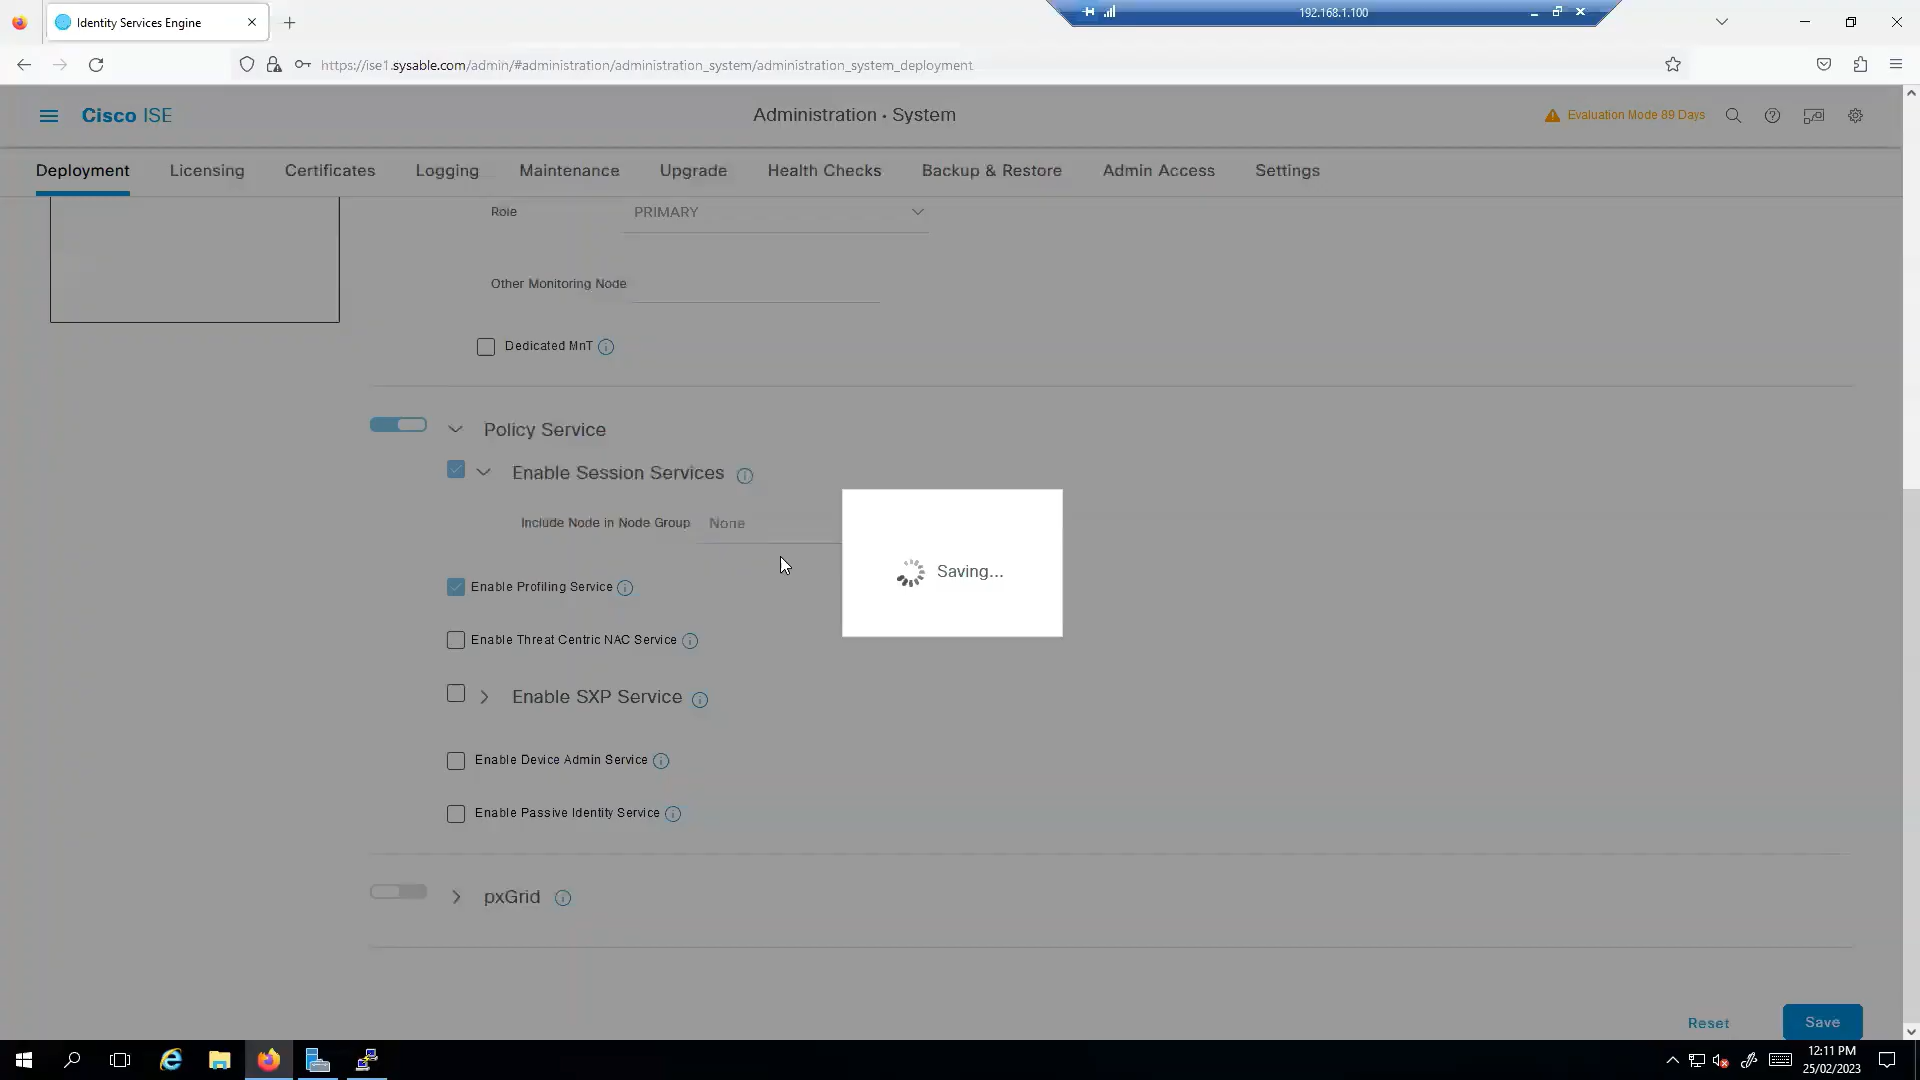 Identity Services Engine
192.168.1.100
https://ise1.sysable.com/admin/#administration/administration_system/administration_system_deployment
Cisco ISE
Administration • System
Evaluation Mode 89 Days
Deployment
Licensing
Certificates
Logging
Maintenance
Upgrade
Health Checks
Backup & Restore
Admin Access
Settings
Role
PRIMARY
Other Monitoring Node
Dedicated MnT
Policy Service
Enable Session Services
Include Node in Node Group
None
Saving...
Enable Profiling Service
Enable Threat Centric NAC Service
Enable SXP Service
Enable Device Admin Service
Enable Passive Identity Service
pxGrid
Reset
Save
12:11 PM
25/02/2023